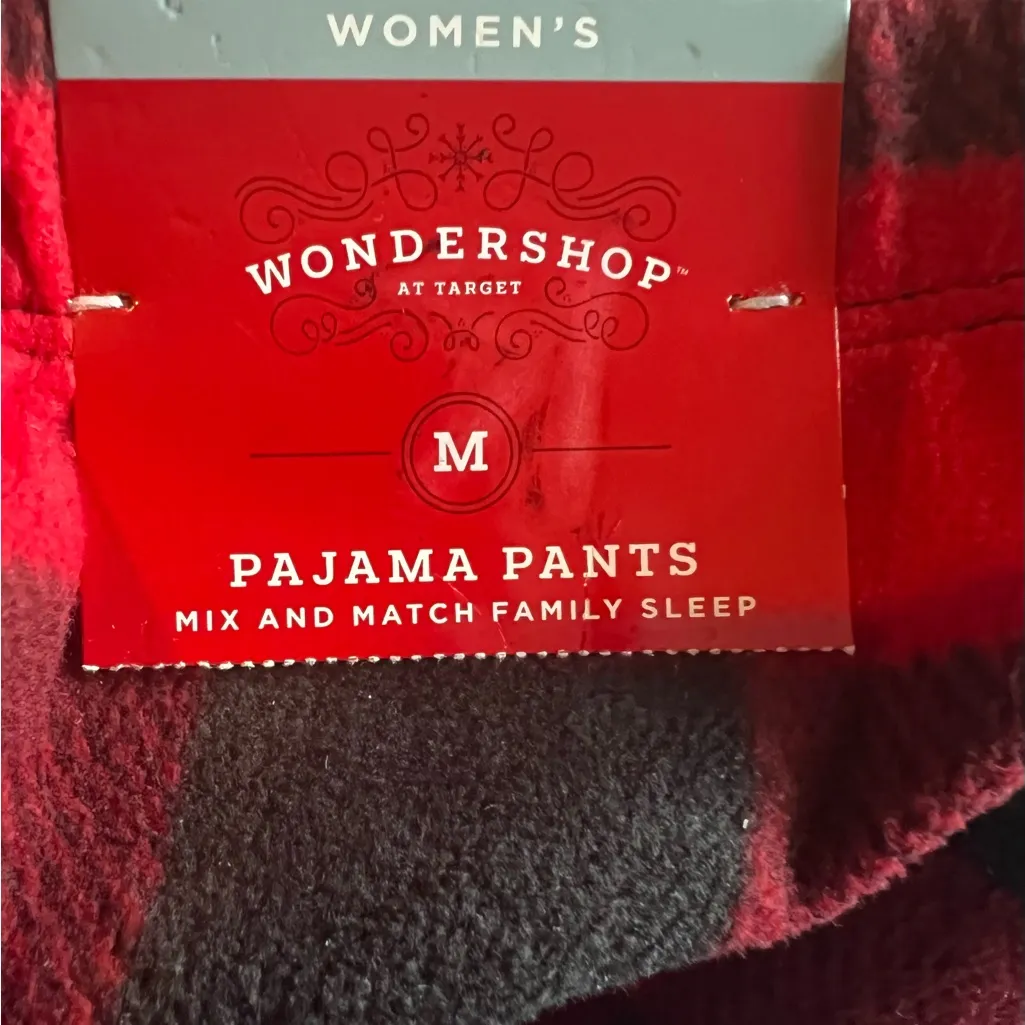 WOMEN'S
WONDERSHOP™
AT TARGET
M
PAJAMA PANTS
MIX AND MATCH FAMILY SLEEP